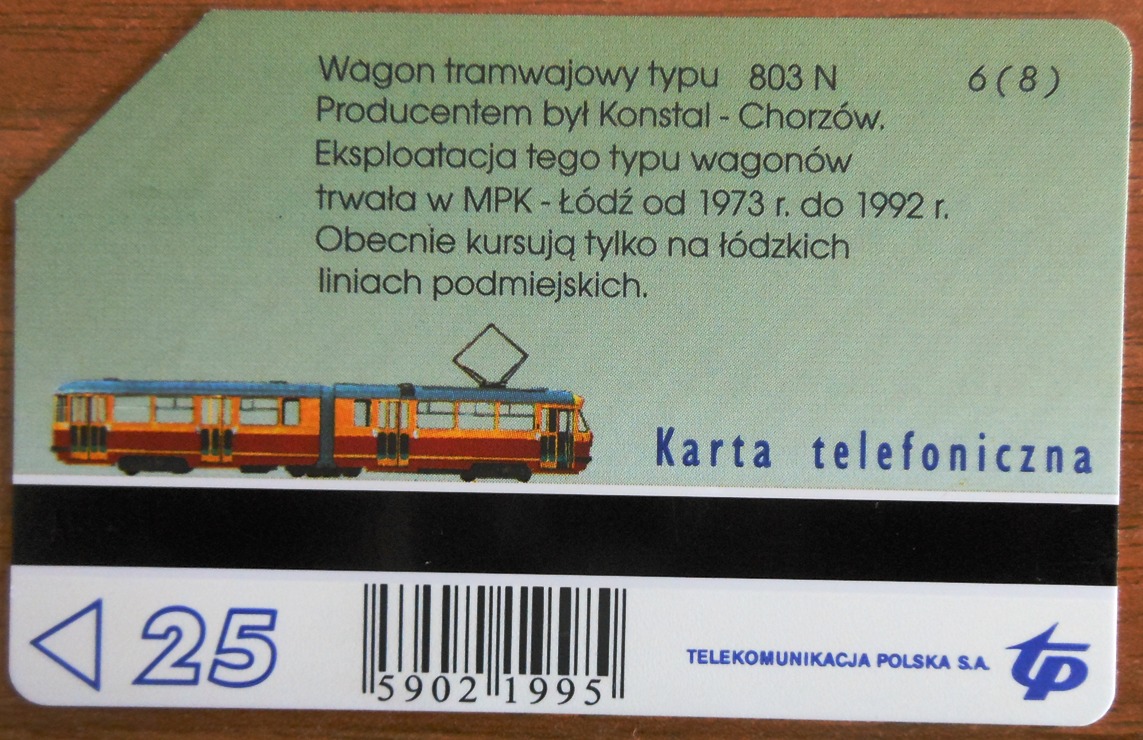 Wagon tramwajowy typu 803 N 6(8)
Producentem był Konstal - Chorzów.
Eksploatacja tego typu wagonów
trwała w MPK - Łódź od 1973 r. do 1992 r.
Obecnie kursują tylko na łódzkich
liniach podmiejskich.
Karta telefoniczna
25
5902 1995
TELEKOMUNIKACJA POLSKA S.A.
tp